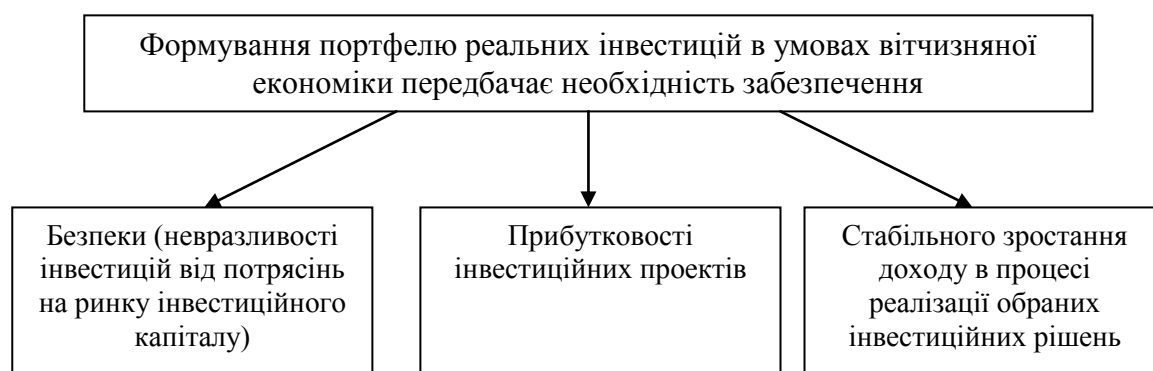 Формування портфелю реальних інвестицій в умовах вітчизняної
економіки передбачає необхідність забезпечення
Безпеки (невразливості
інвестицій від потрясінь
на ринку інвестиційного
капіталу)
Прибутковості
інвестиційних проектів
Стабільного зростання
доходу в процесі
реалізації обраних
інвестиційних рішень